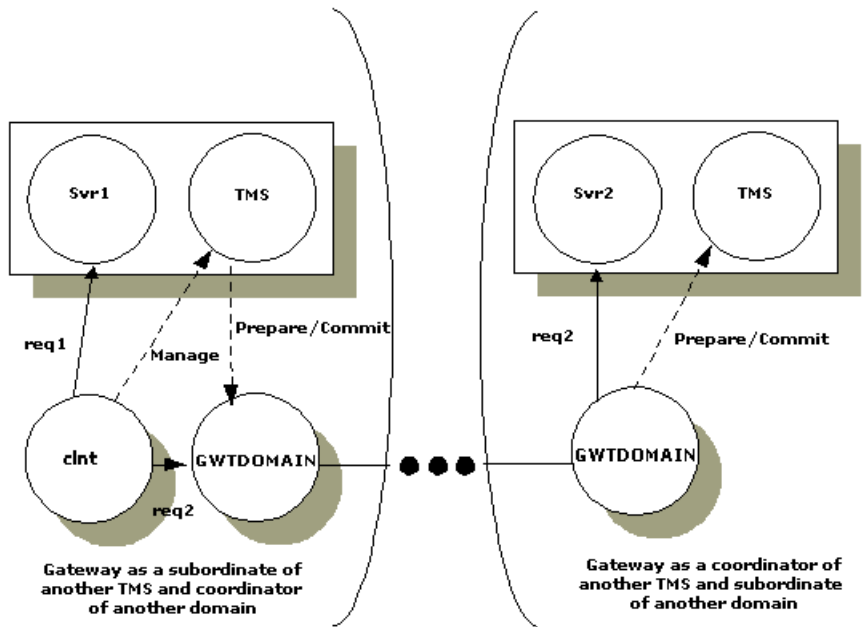 Svr1
TMS
req1
Manage
Prepare/Commit
clnt
GWTDOMAIN
req2
Gateway as a subordinate of
another TMS and coordinator
of another domain
Svr2
TMS
req2
Prepare/Commit
GWTDOMAIN
Gateway as a coordinator of
another TMS and subordinate
of another domain